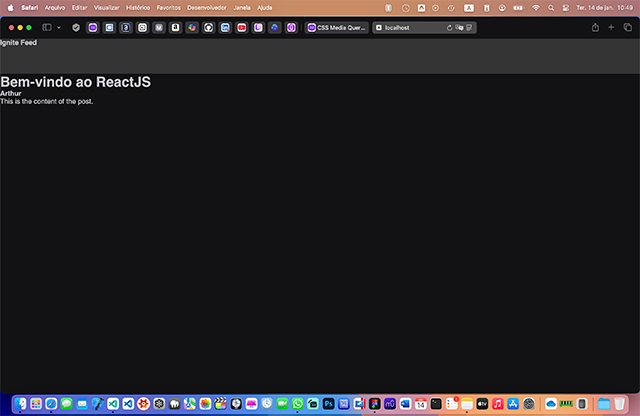 Safari Arquivo Editar Visualizar Histórico Favoritos Desenvolvedor Janela Ajuda Ter. 14 de jan. 10:49
CSS Media Quer... localhost
Ignite Feed
Bem-vindo ao ReactJS
Arthur
This is the content of the post.